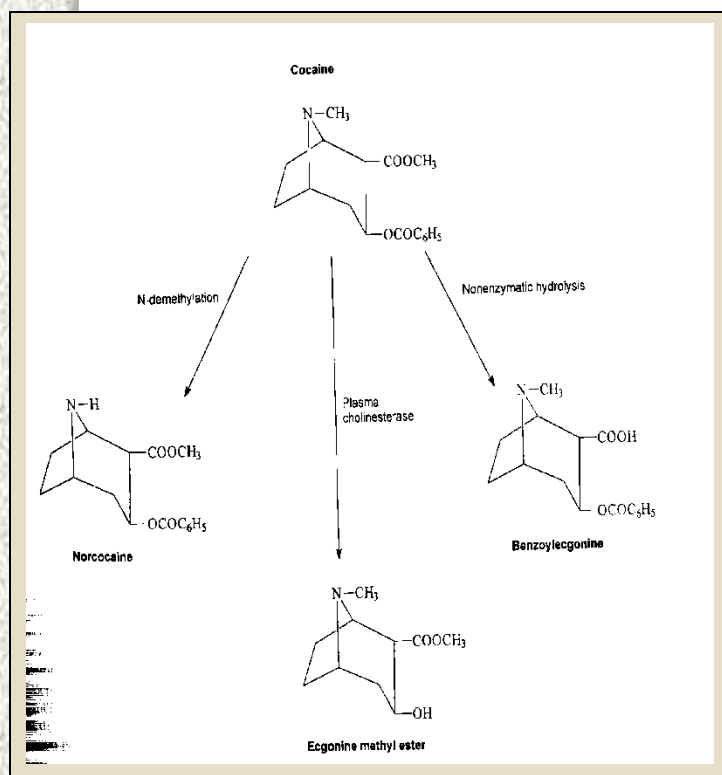 Cocaine
N-CH₃
COOCH₃
OCOC₆H₅
N-demethylation
Nonenzymatic hydrolysis
Plasma
cholinesterase
N-H
COOCH₃
OCOC₆H₅
Norcocaine
N-CH₃
COOH
OCOC₆H₅
Benzoylecgonine
N-CH₃
COOCH₃
OH
Ecgonine methyl ester